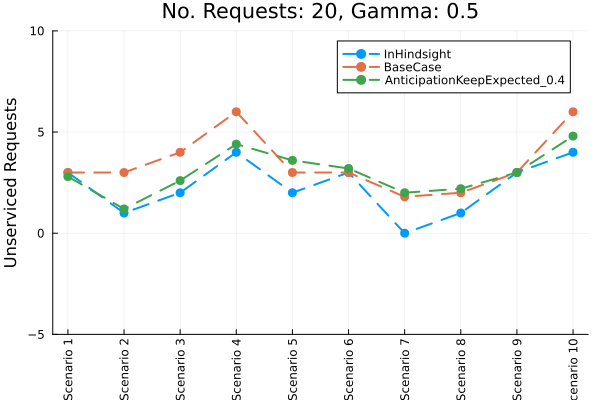 No. Requests: 20, Gamma: 0.5
InHindsight
BaseCase
AnticipationKeepExpected_0.4
Unserviced Requests
10
5
0
−5
Scenario 1
Scenario 2
Scenario 3
Scenario 4
Scenario 5
Scenario 6
Scenario 7
Scenario 8
Scenario 9
cenario 10